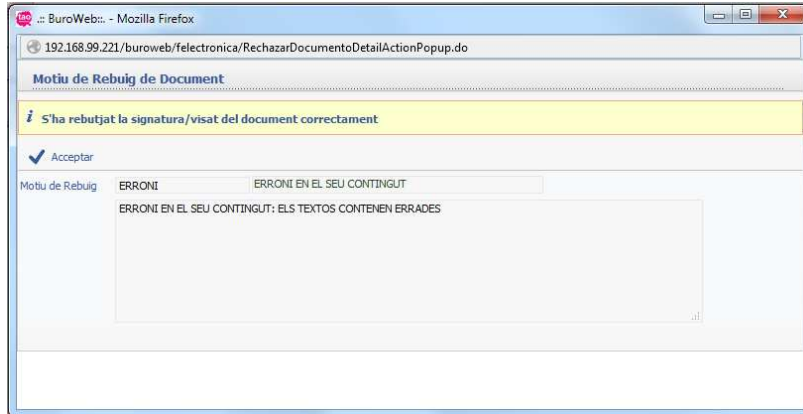 tao .:: BuroWeb::. - Mozilla Firefox
192.168.99.221/buroweb/felectronica/RechazarDocumentoDetailActionPopup.do
Motiu de Rebuig de Document
i S'ha rebutjat la signatura/visat del document correctament
Acceptar
Motiu de Rebuig ERRONI ERRONI EN EL SEU CONTINGUT
ERRONI EN EL SEU CONTINGUT: ELS TEXTOS CONTENEN ERRADES